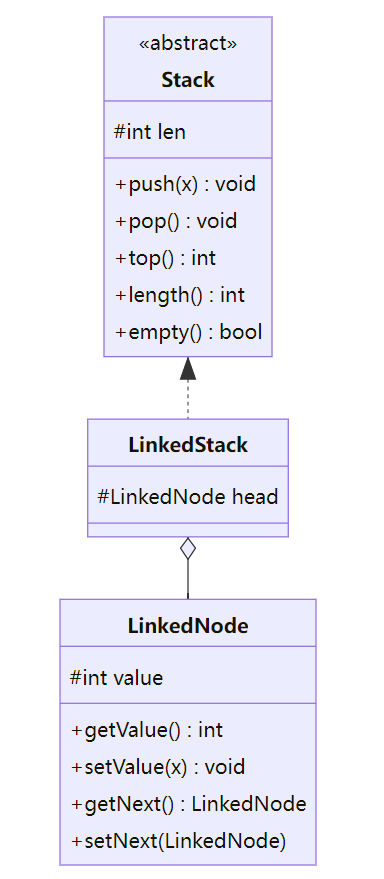 «abstract»
Stack
#int len
+push(x) : void
+pop() : void
+top() : int
+length() : int
+empty() : bool
LinkedStack
#LinkedNode head
LinkedNode
#int value
+getValue() : int
+setValue(x) : void
+getNext() : LinkedNode
+setNext(LinkedNode)